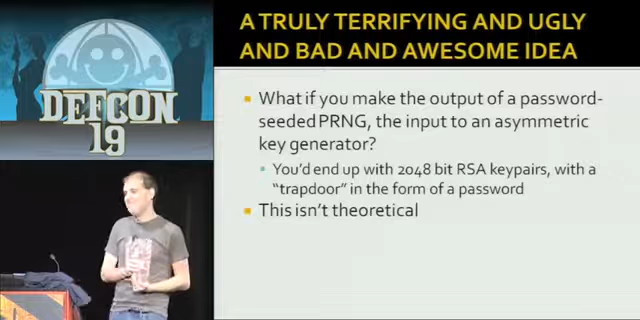 DEFCON
19
A TRULY TERRIFYING AND UGLY
AND BAD AND AWESOME IDEA
What if you make the output of a password-
seeded PRNG, the input to an asymmetric
key generator?
You'd end up with 2048 bit RSA keypairs, with a
"trapdoor" in the form of a password
This isn't theoretical